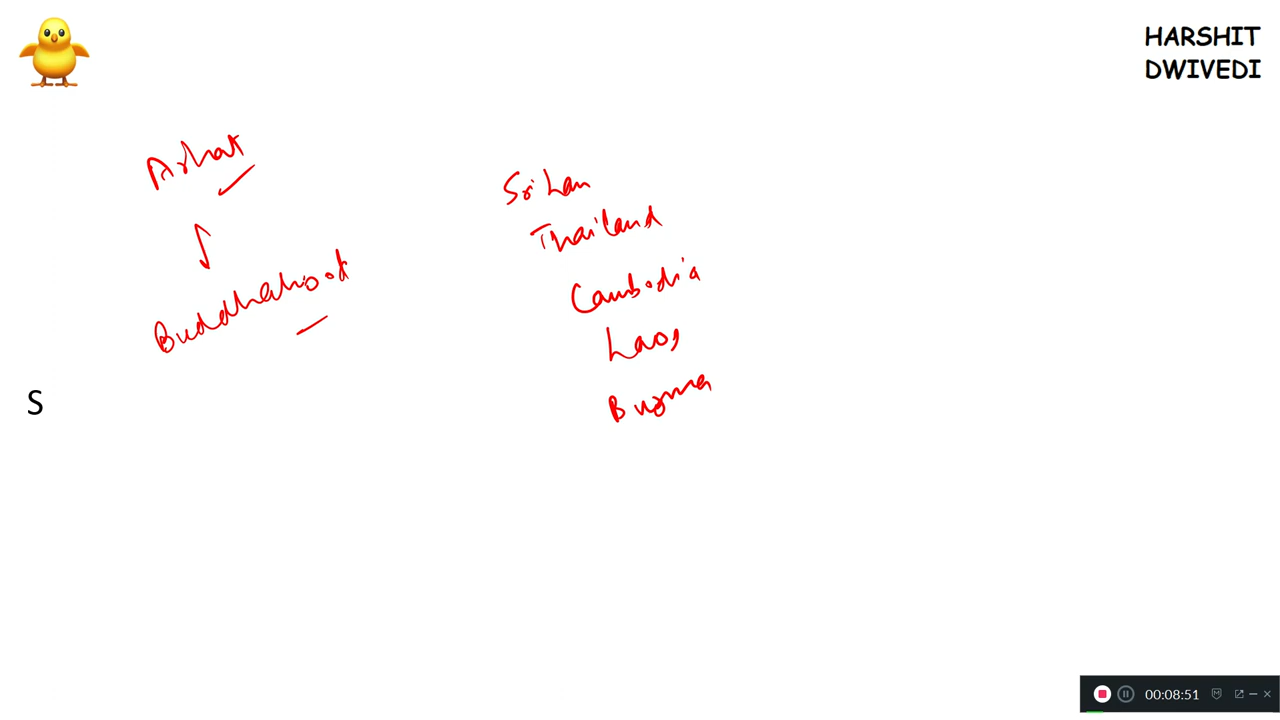 HARSHIT
DWIVEDI
Arhat
Buddhahood
Sri Lan
Thailand
Cambodia
Laos
Burma
S
00:08:51